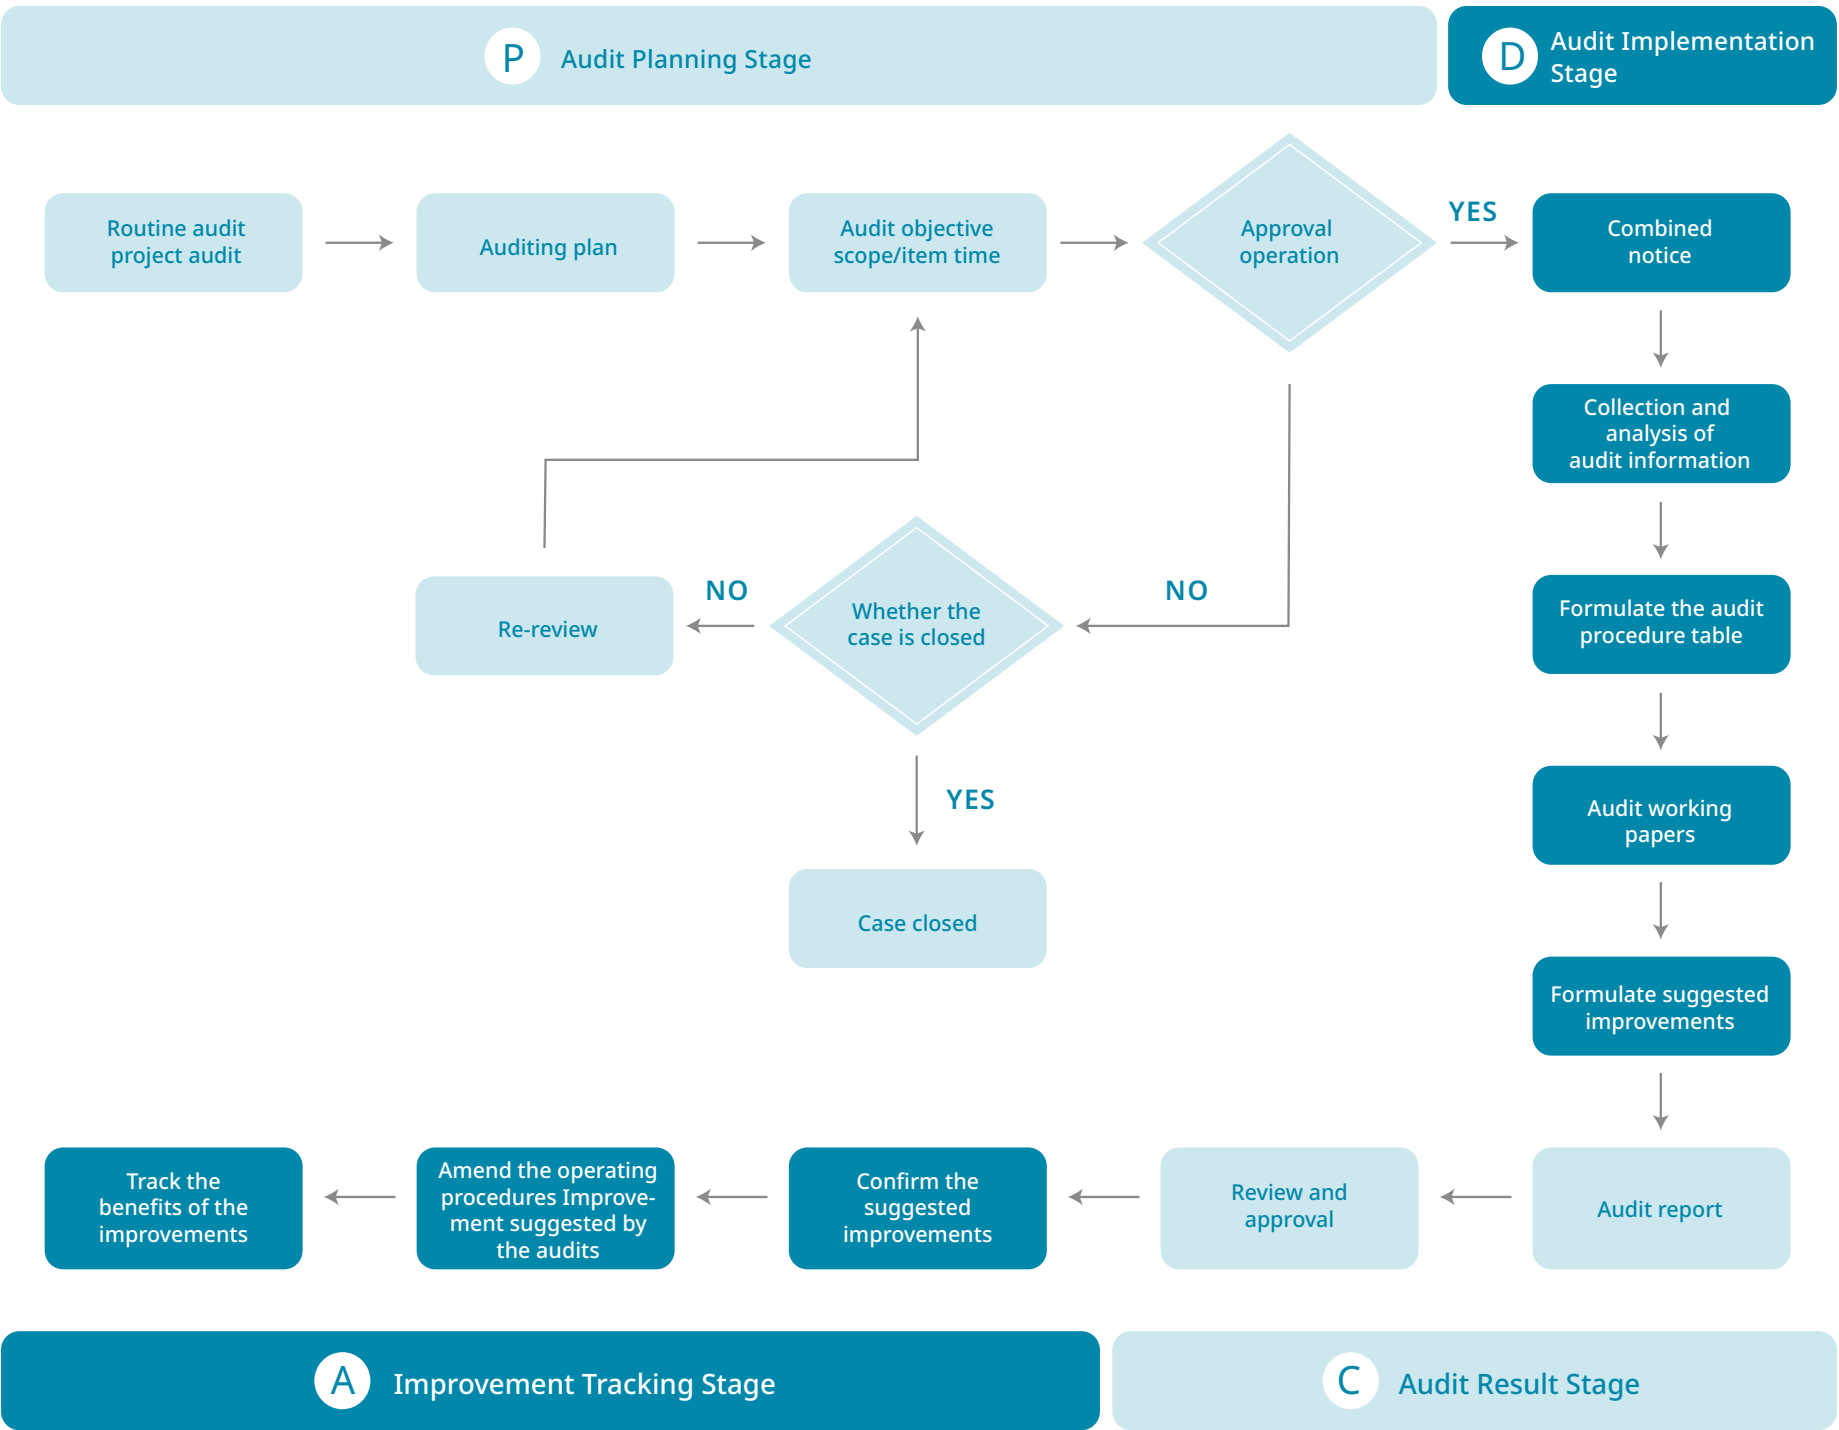 P
Audit Planning Stage
D
Audit Implementation
Stage
Routine audit
project audit
Auditing plan
Audit objective
scope/item time
Approval
operation
YES
Combined
notice
Collection and
analysis of
audit information
NO
Whether the
case is closed
NO
Re-review
Formulate the audit
procedure table
YES
Audit working
papers
Case closed
Formulate suggested
improvements
Track the
benefits of the
improvements
Amend the operating
procedures Improve-
ment suggested by
the audits
Confirm the
suggested
improvements
Review and
approval
Audit report
A
Improvement Tracking Stage
C
Audit Result Stage